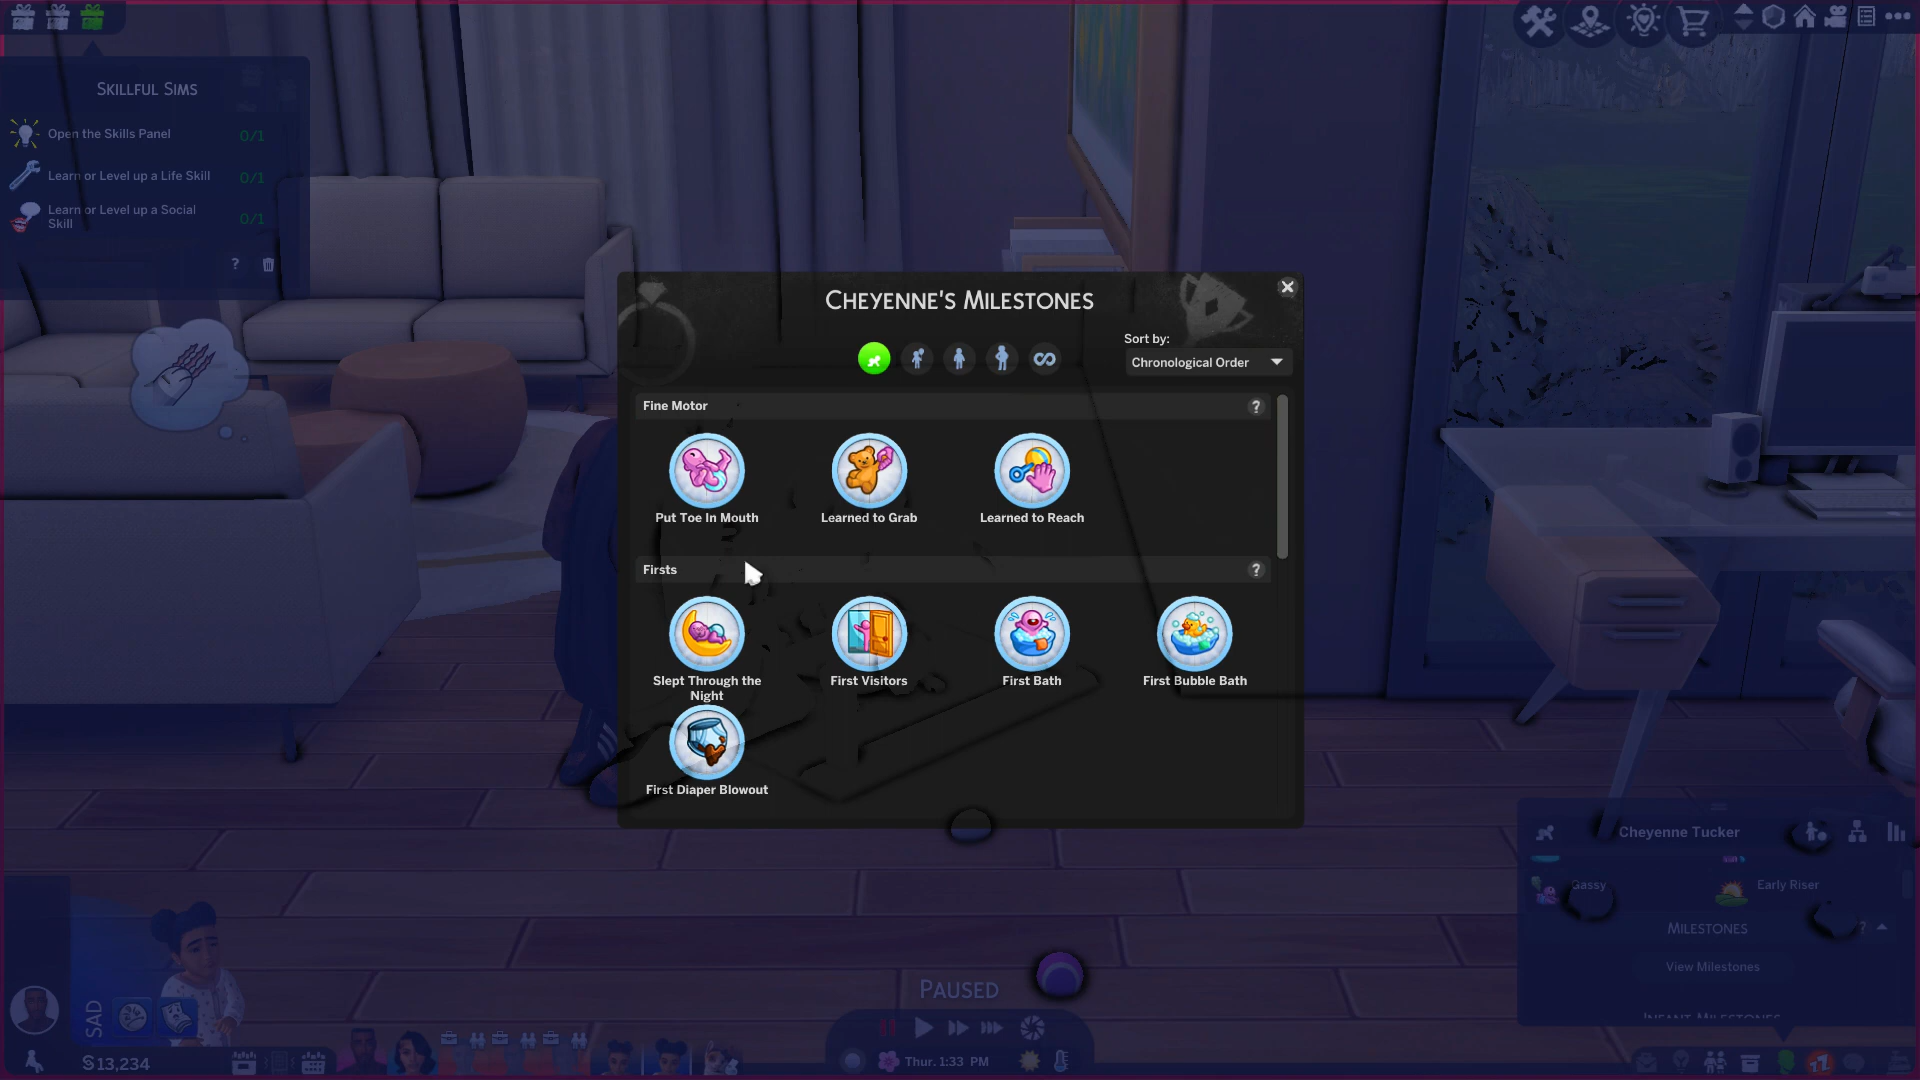 SKILLFUL SIMS
Open the Skills Panel 0/1
Learn or Level up a Life Skill 0/1
Learn or Level up a Social
Skill 0/1
?
CHEYENNE'S MILESTONES
Sort by:
Chronological Order
Fine Motor ?
Put Toe In Mouth
Learned to Grab
Learned to Reach
Firsts ?
Slept Through the
Night
First Visitors
First Bath
First Bubble Bath
First Diaper Blowout
Cheyenne Tucker
Gassy
Early Riser
MILESTONES ?
View Milestones
INFANT MILESTONES
PAUSED
Thur. 1:33 PM
SAD
§13,234